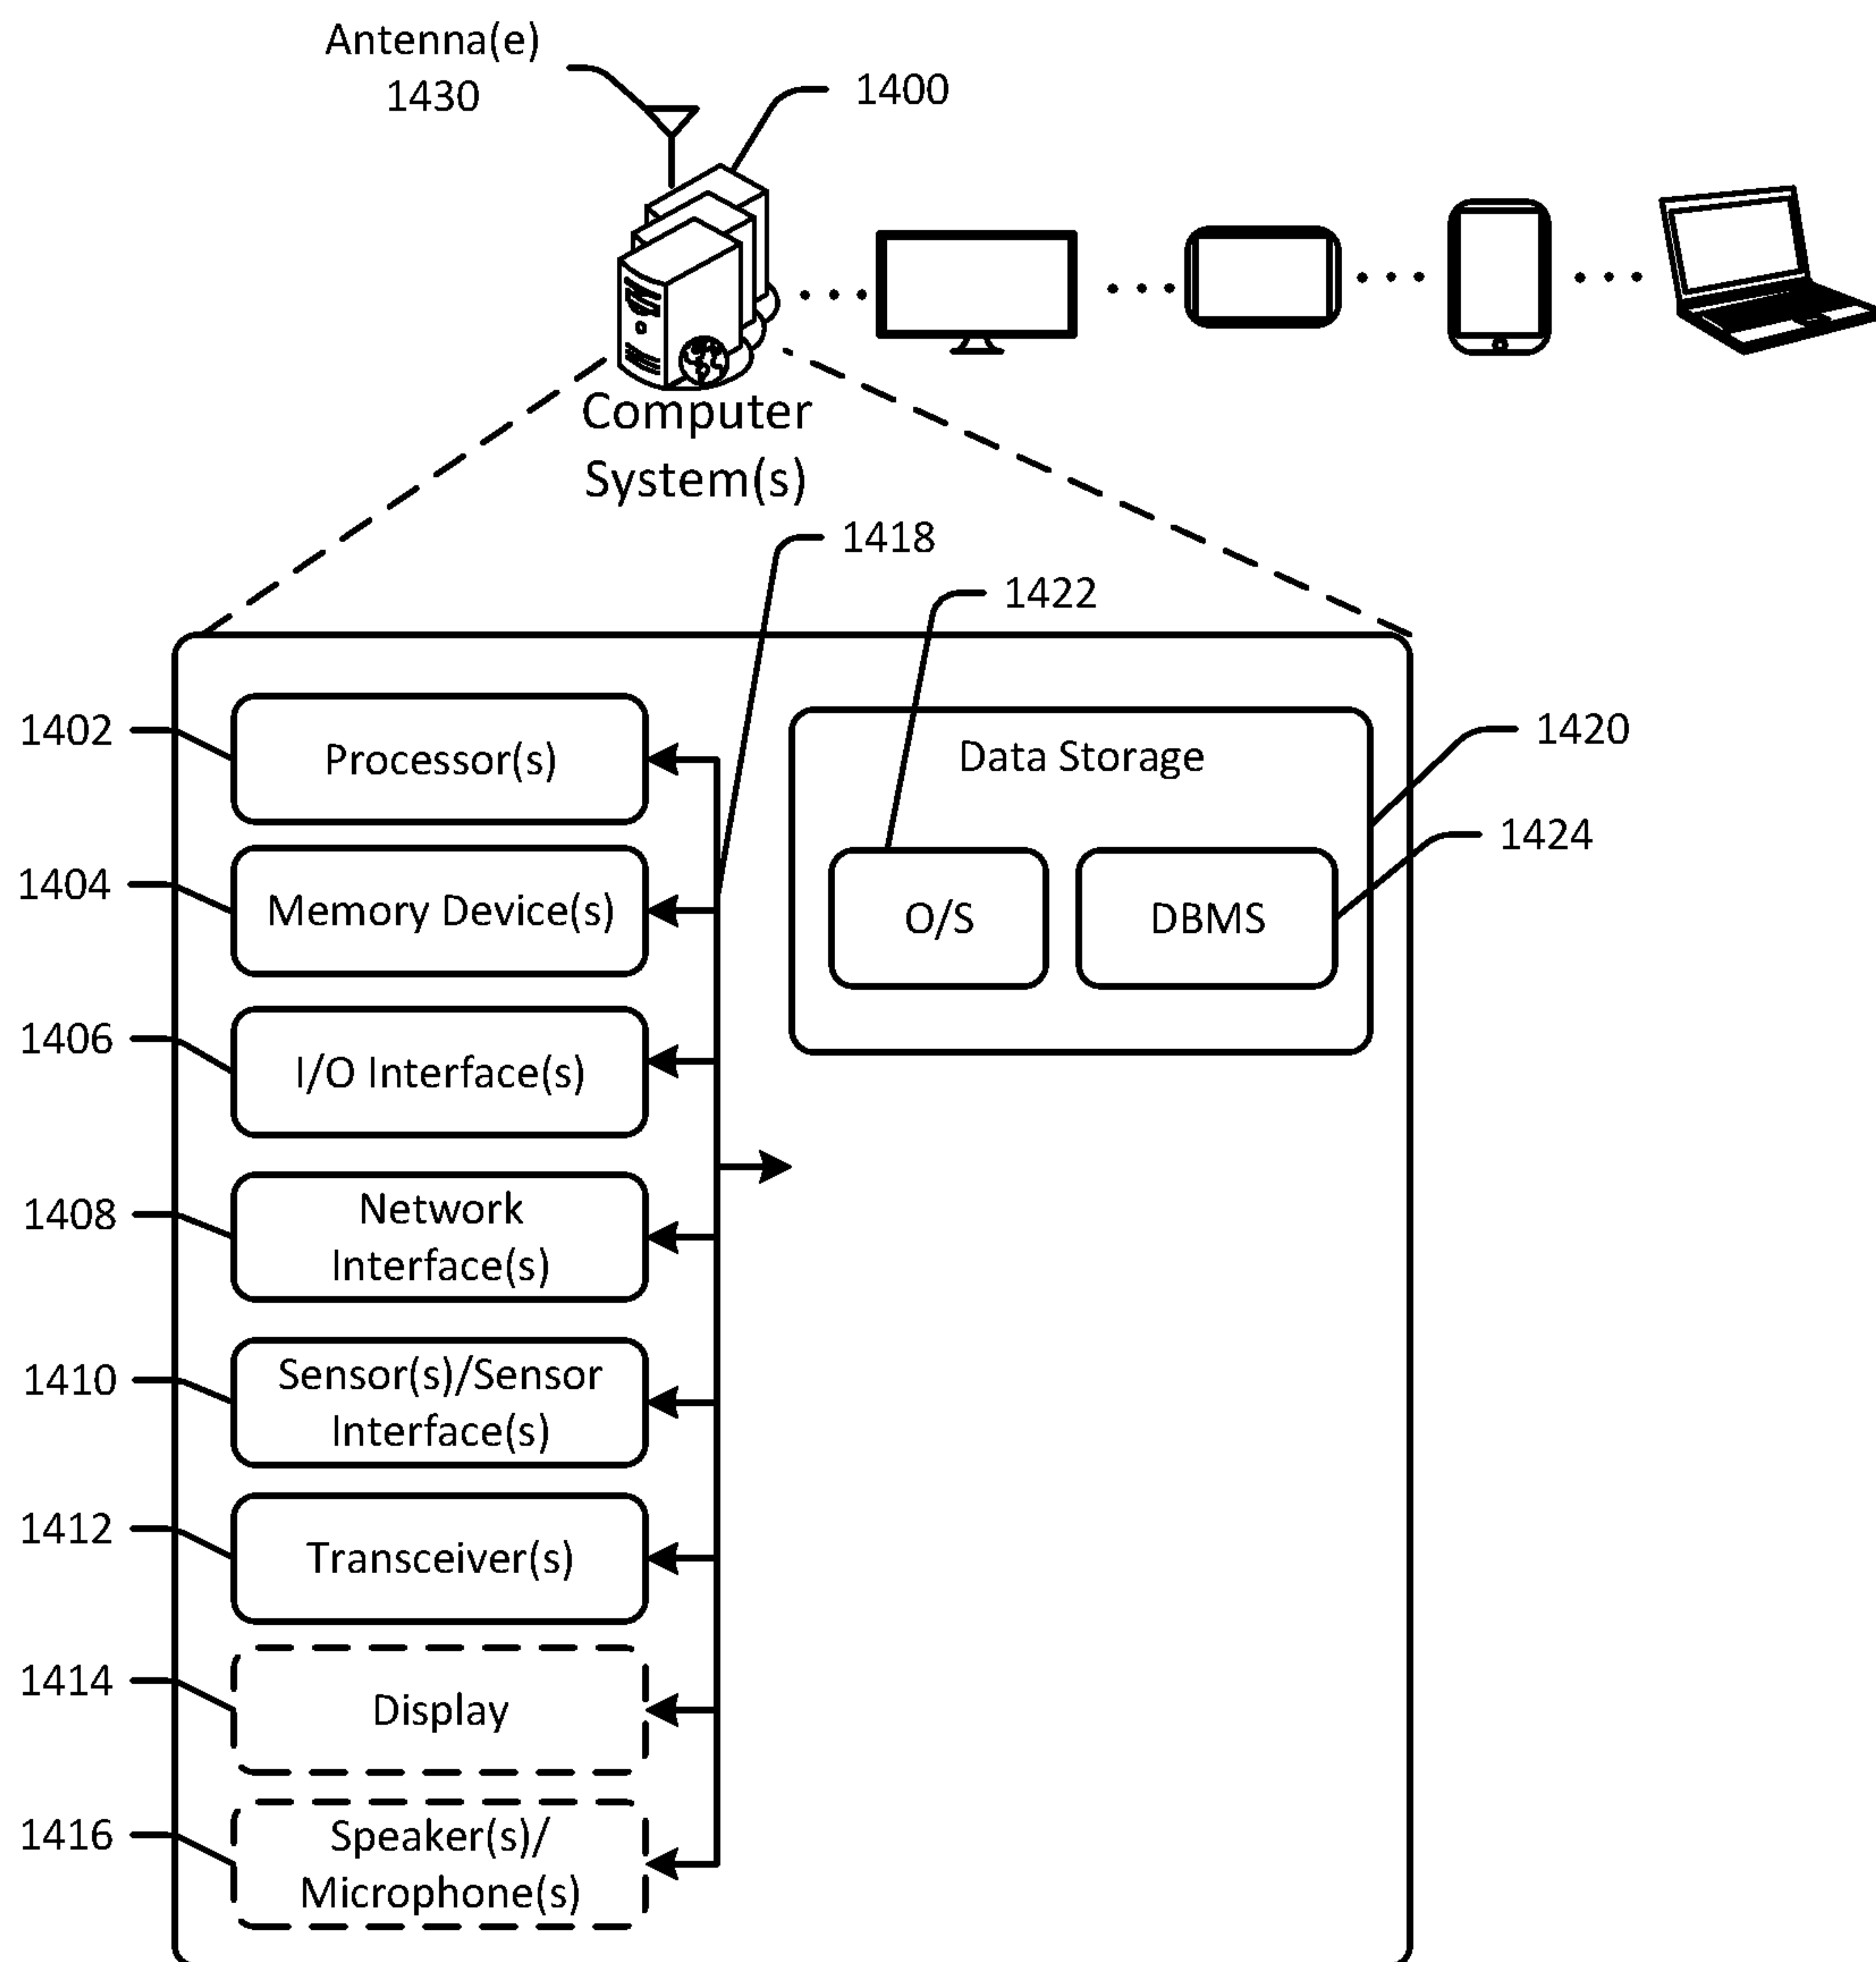 Antenna(e)
1430
1400
Computer
System(s)
1418
1422
1402
Processor(s)
Data Storage
1420
1424
1404
Memory Device(s)
O/S
DBMS
1406
I/O Interface(s)
1408
Network
Interface(s)
1410
Sensor(s)/Sensor
Interface(s)
1412
Transceiver(s)
1414
Display
1416
Speaker(s)/
Microphone(s)